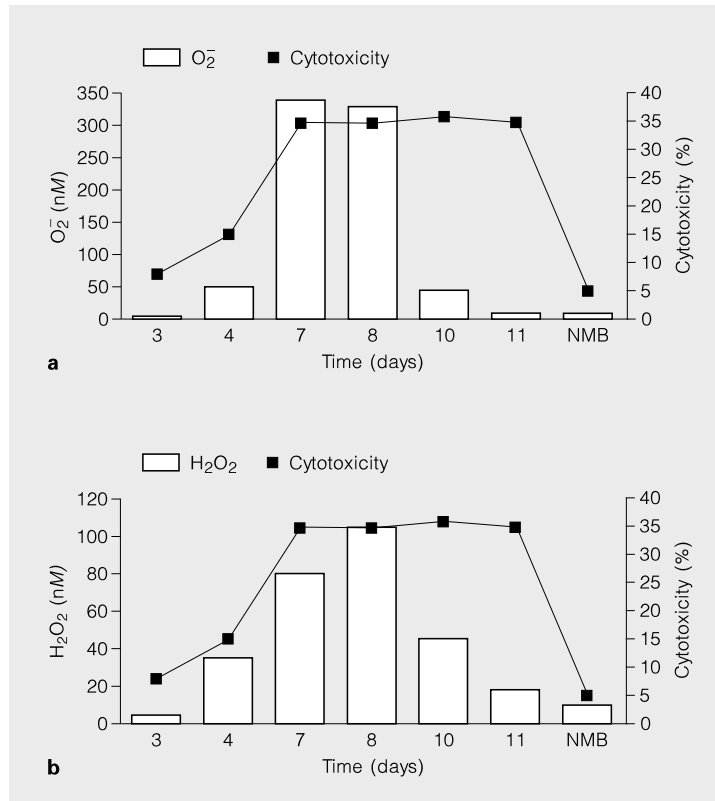 O₂⁻ Cytotoxicity
350 40
300 35
250 30
200 25
150 20
100 15
50 10
0 5
0
O₂⁻ (nM)
Cytotoxicity (%)
3 4 7 8 10 11 NMB
a Time (days)
H₂O₂ Cytotoxicity
120 40
100 35
80 30
60 25
40 20
20 15
0 10
5
0
H₂O₂ (nM)
Cytotoxicity (%)
3 4 7 8 10 11 NMB
b Time (days)